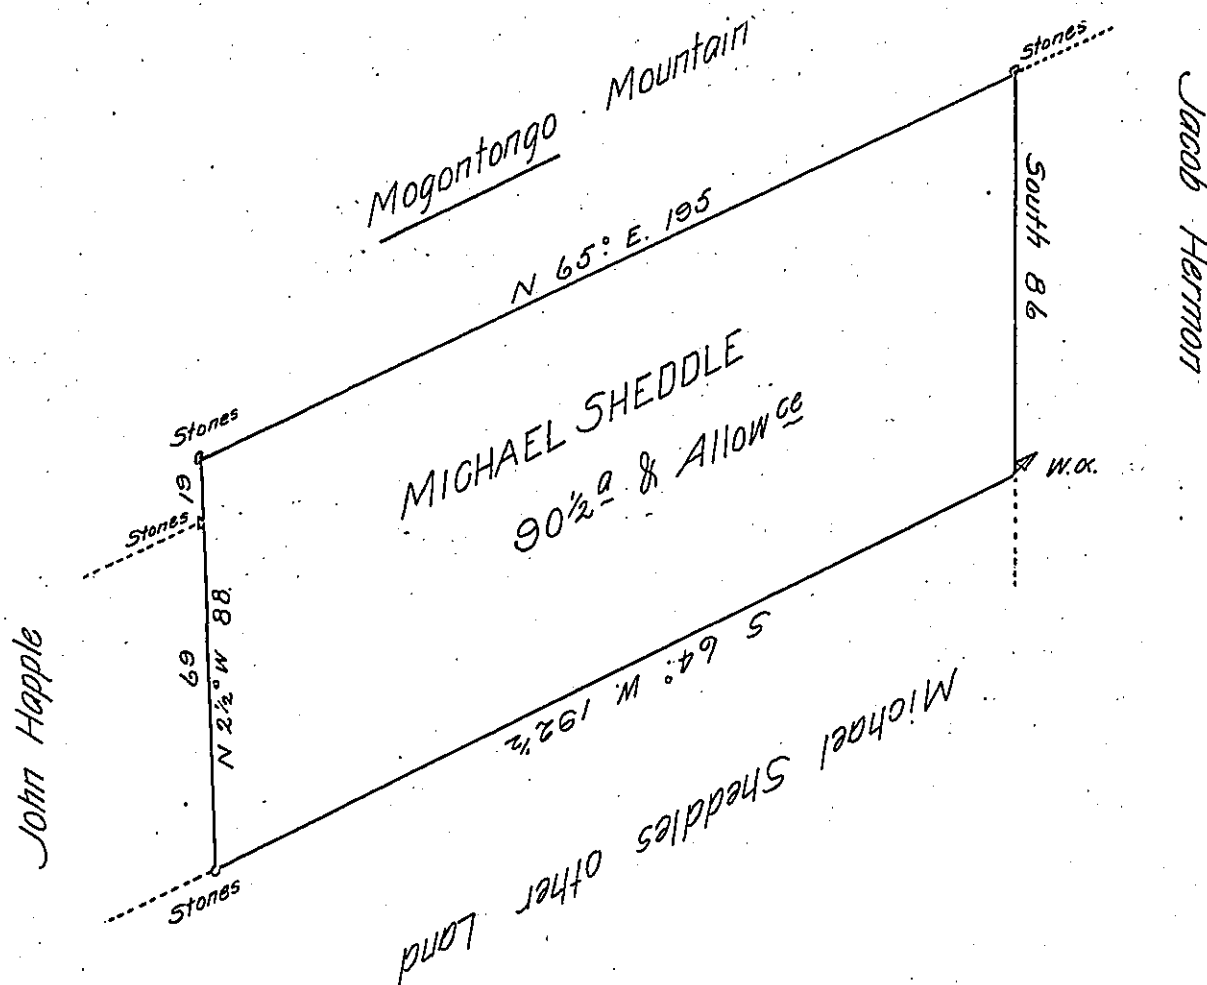 Stones
Mogontongo Mountain
Jacob Hermon
South 86
N 65° E. 195
Stones
MICHAEL SHEDDLE
90½ a & Allowce
19
Stones
W.O.
N 2½° W 88.
69
John Happle
S 64° W. 192½
Michael Sheddles other Land
Stones